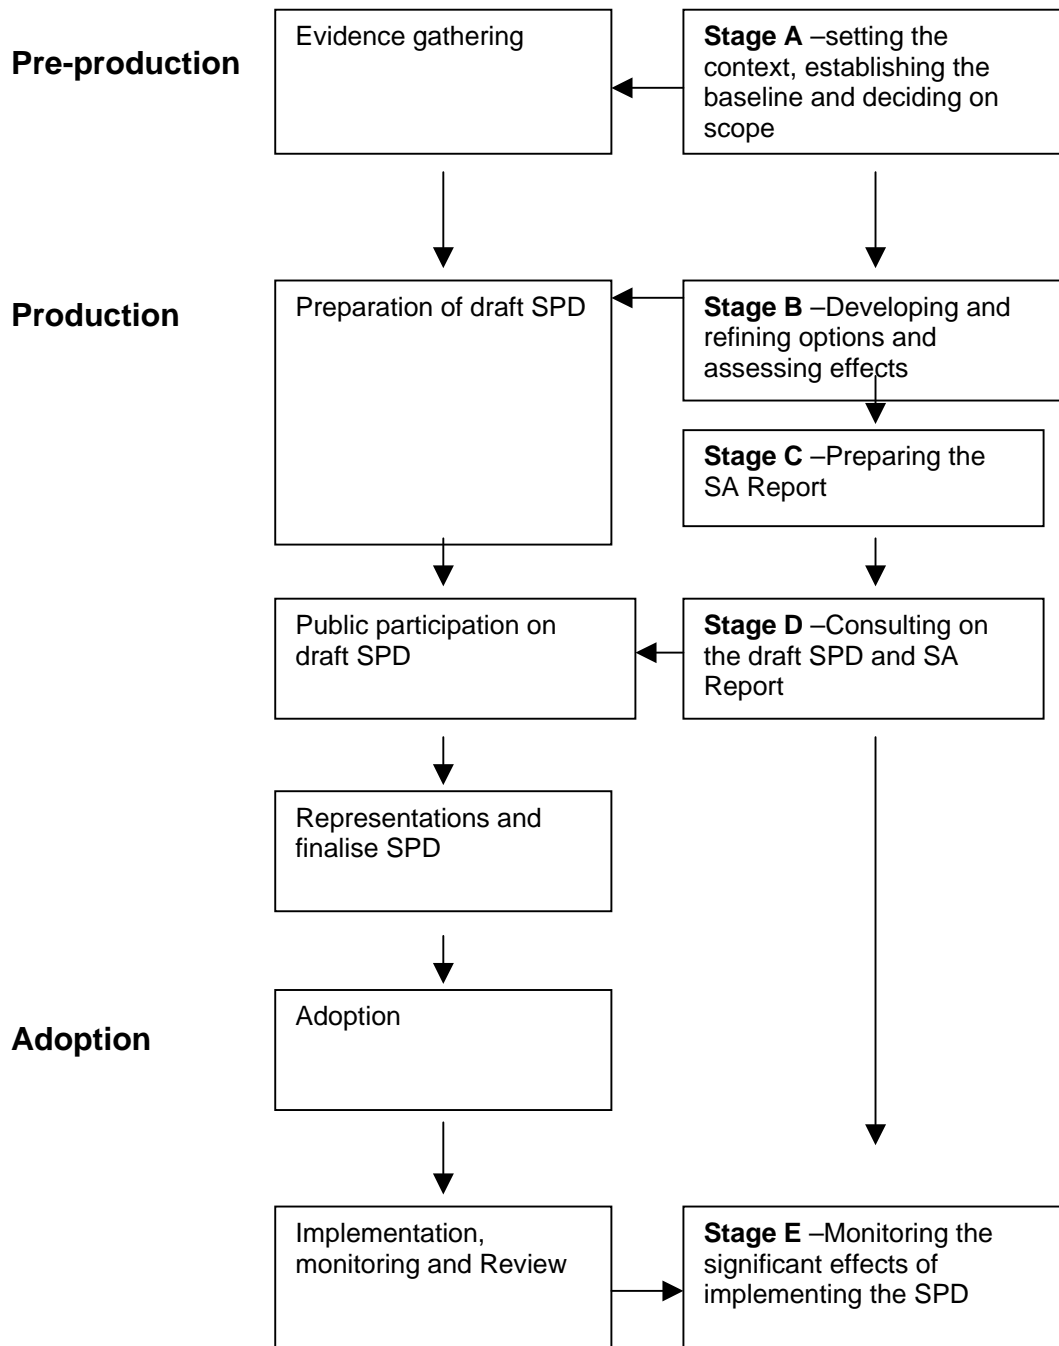 Pre-production
Evidence gathering
Stage A –setting the
context, establishing the
baseline and deciding on
scope
Production
Preparation of draft SPD
Stage B –Developing and
refining options and
assessing effects
Stage C –Preparing the
SA Report
Public participation on
draft SPD
Stage D –Consulting on
the draft SPD and SA
Report
Representations and
finalise SPD
Adoption
Adoption
Implementation,
monitoring and Review
Stage E –Monitoring the
significant effects of
implementing the SPD